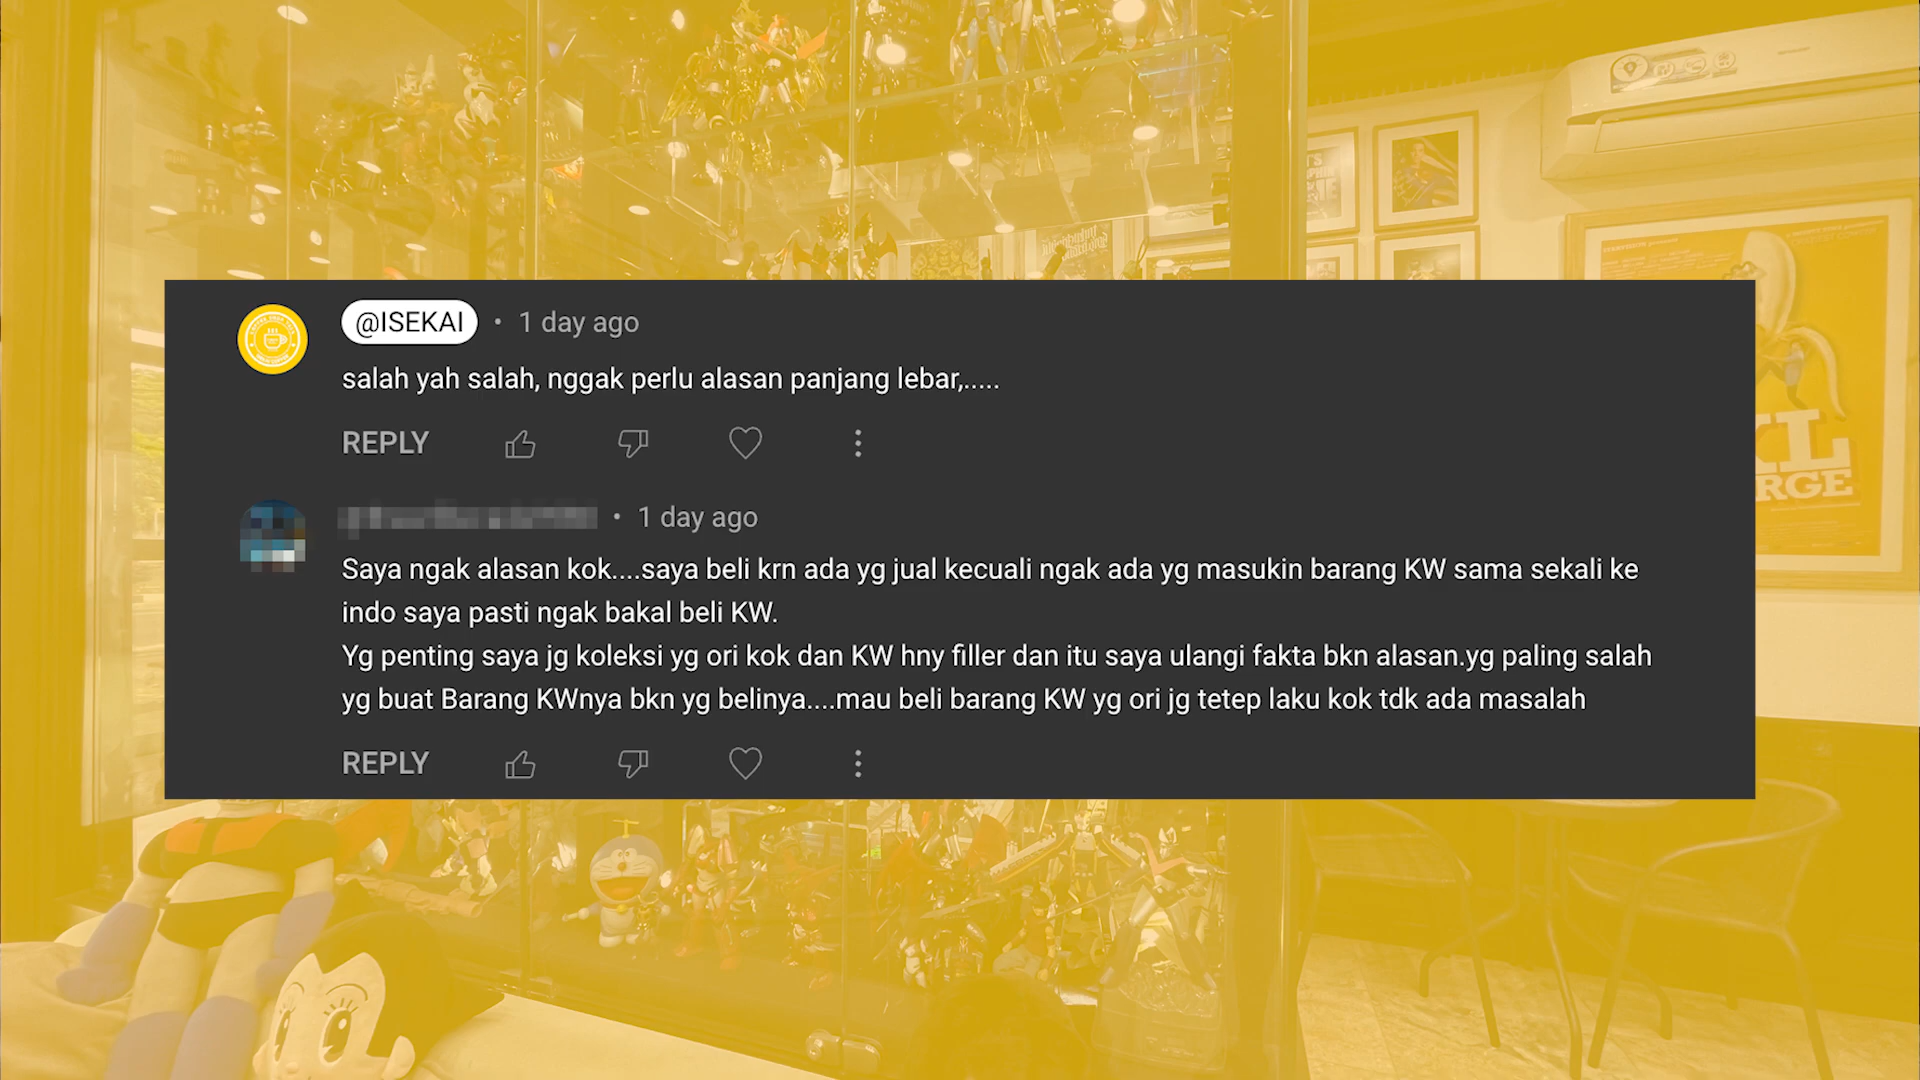 @ISEKAI • 1 day ago
salah yah salah, nggak perlu alasan panjang lebar,.....
REPLY
• 1 day ago
Saya ngak alasan kok....saya beli krn ada yg jual kecuali ngak ada yg masukin barang KW sama sekali ke
indo saya pasti ngak bakal beli KW.
Yg penting saya jg koleksi yg ori kok dan KW hny filler dan itu saya ulangi fakta bkn alasan.yg paling salah
yg buat Barang KWnya bkn yg belinya....mau beli barang KW yg ori jg tetep laku kok tdk ada masalah
REPLY
XL
RGE